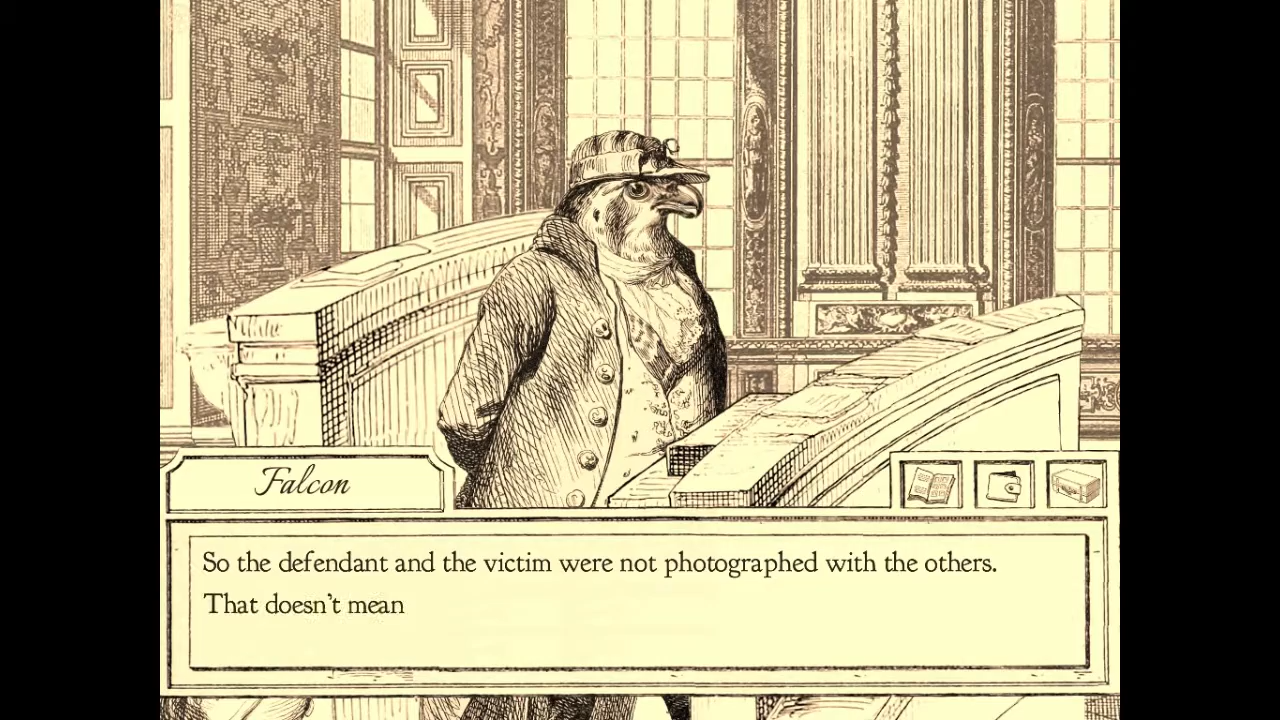 Falcon
So the defendant and the victim were not photographed with the others.
That doesn't mean